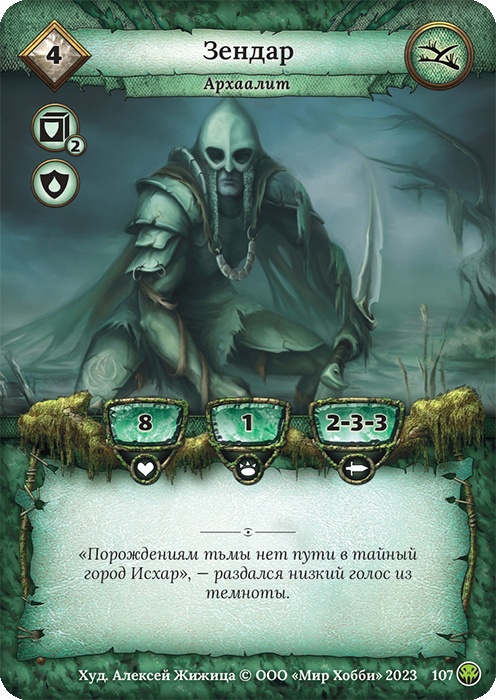 4
Зендар
Архаалит
2
8
1
2-3-3
«Порождениям тьмы нет пути в тайный
город Исхар», — раздался низкий голос из
темноты.
Худ. Алексей Жижица © ООО «Мир Хобби» 2023 107